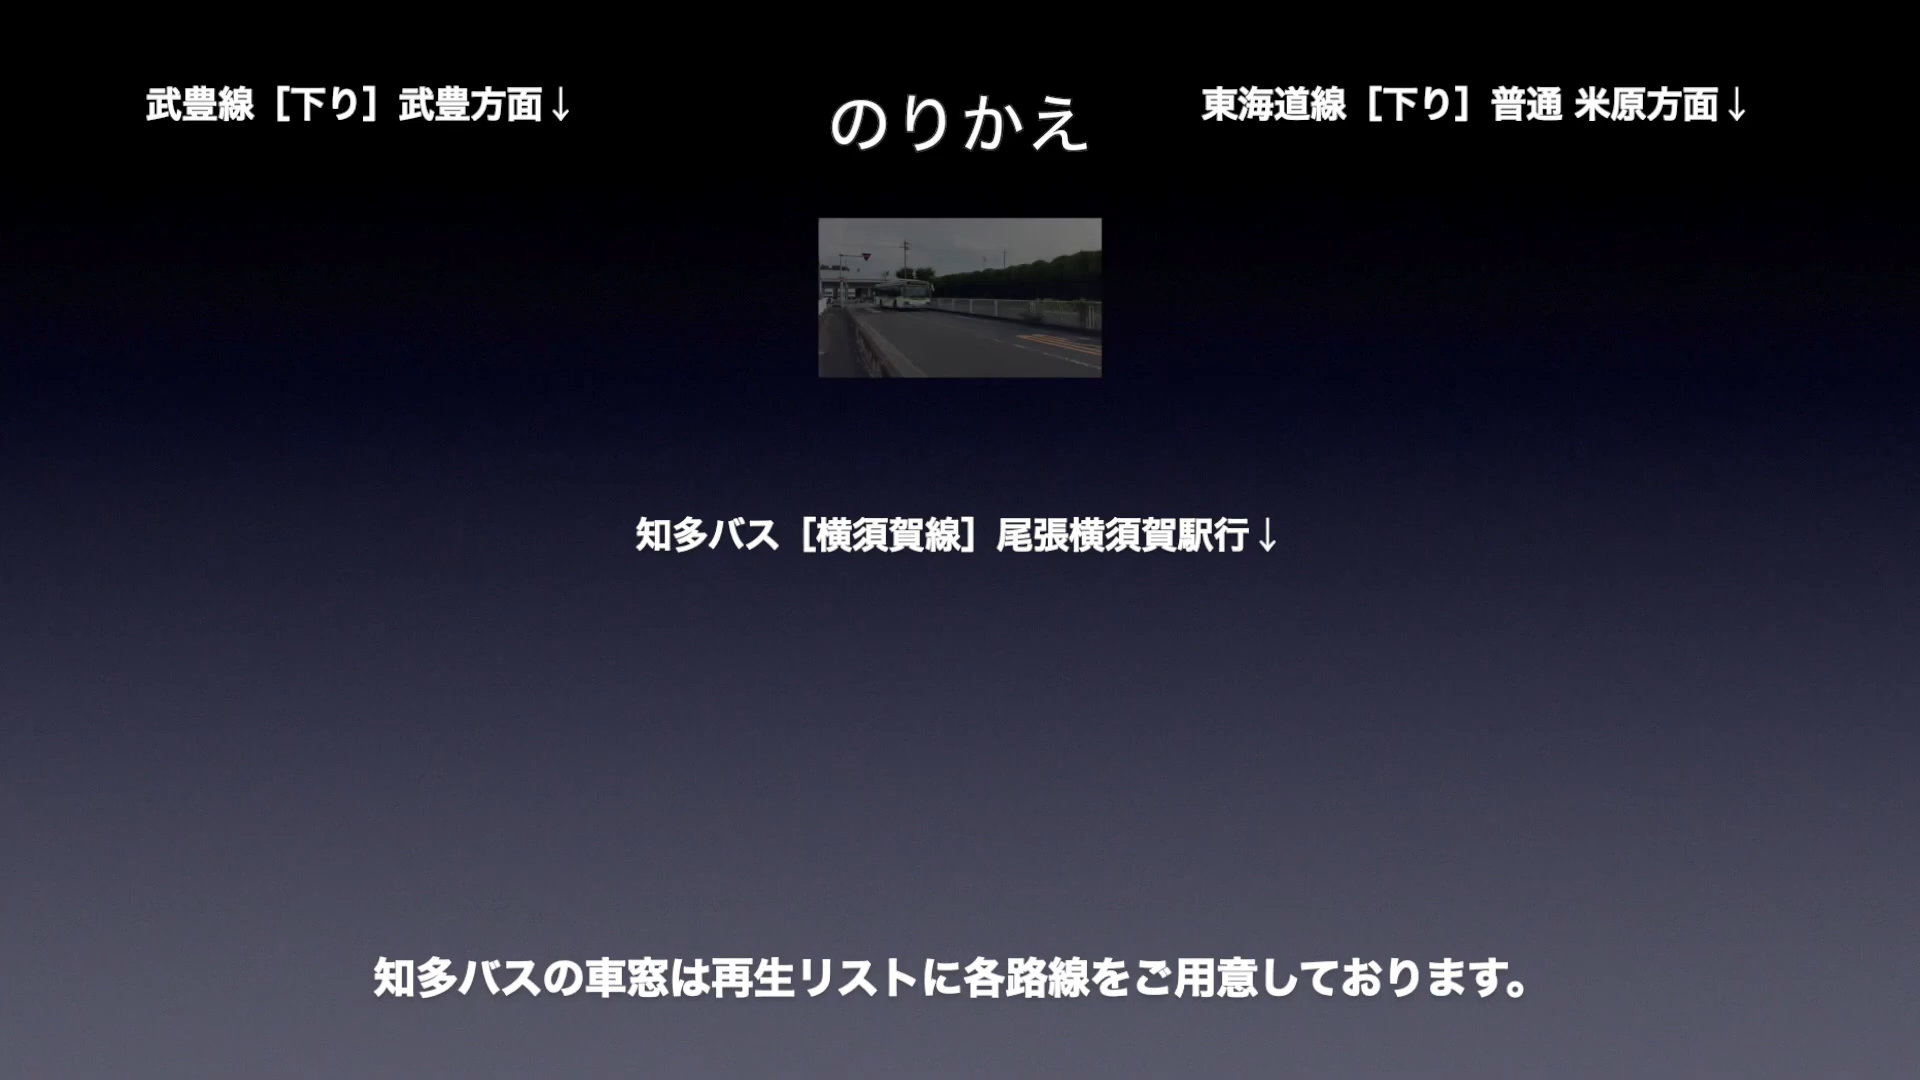 武豊線［下り］武豊方面↓
のりかえ
東海道線［下り］普通 米原方面↓
知多バス［横須賀線］尾張横須賀駅行↓
知多バスの車窓は再生リストに各路線をご用意しております。